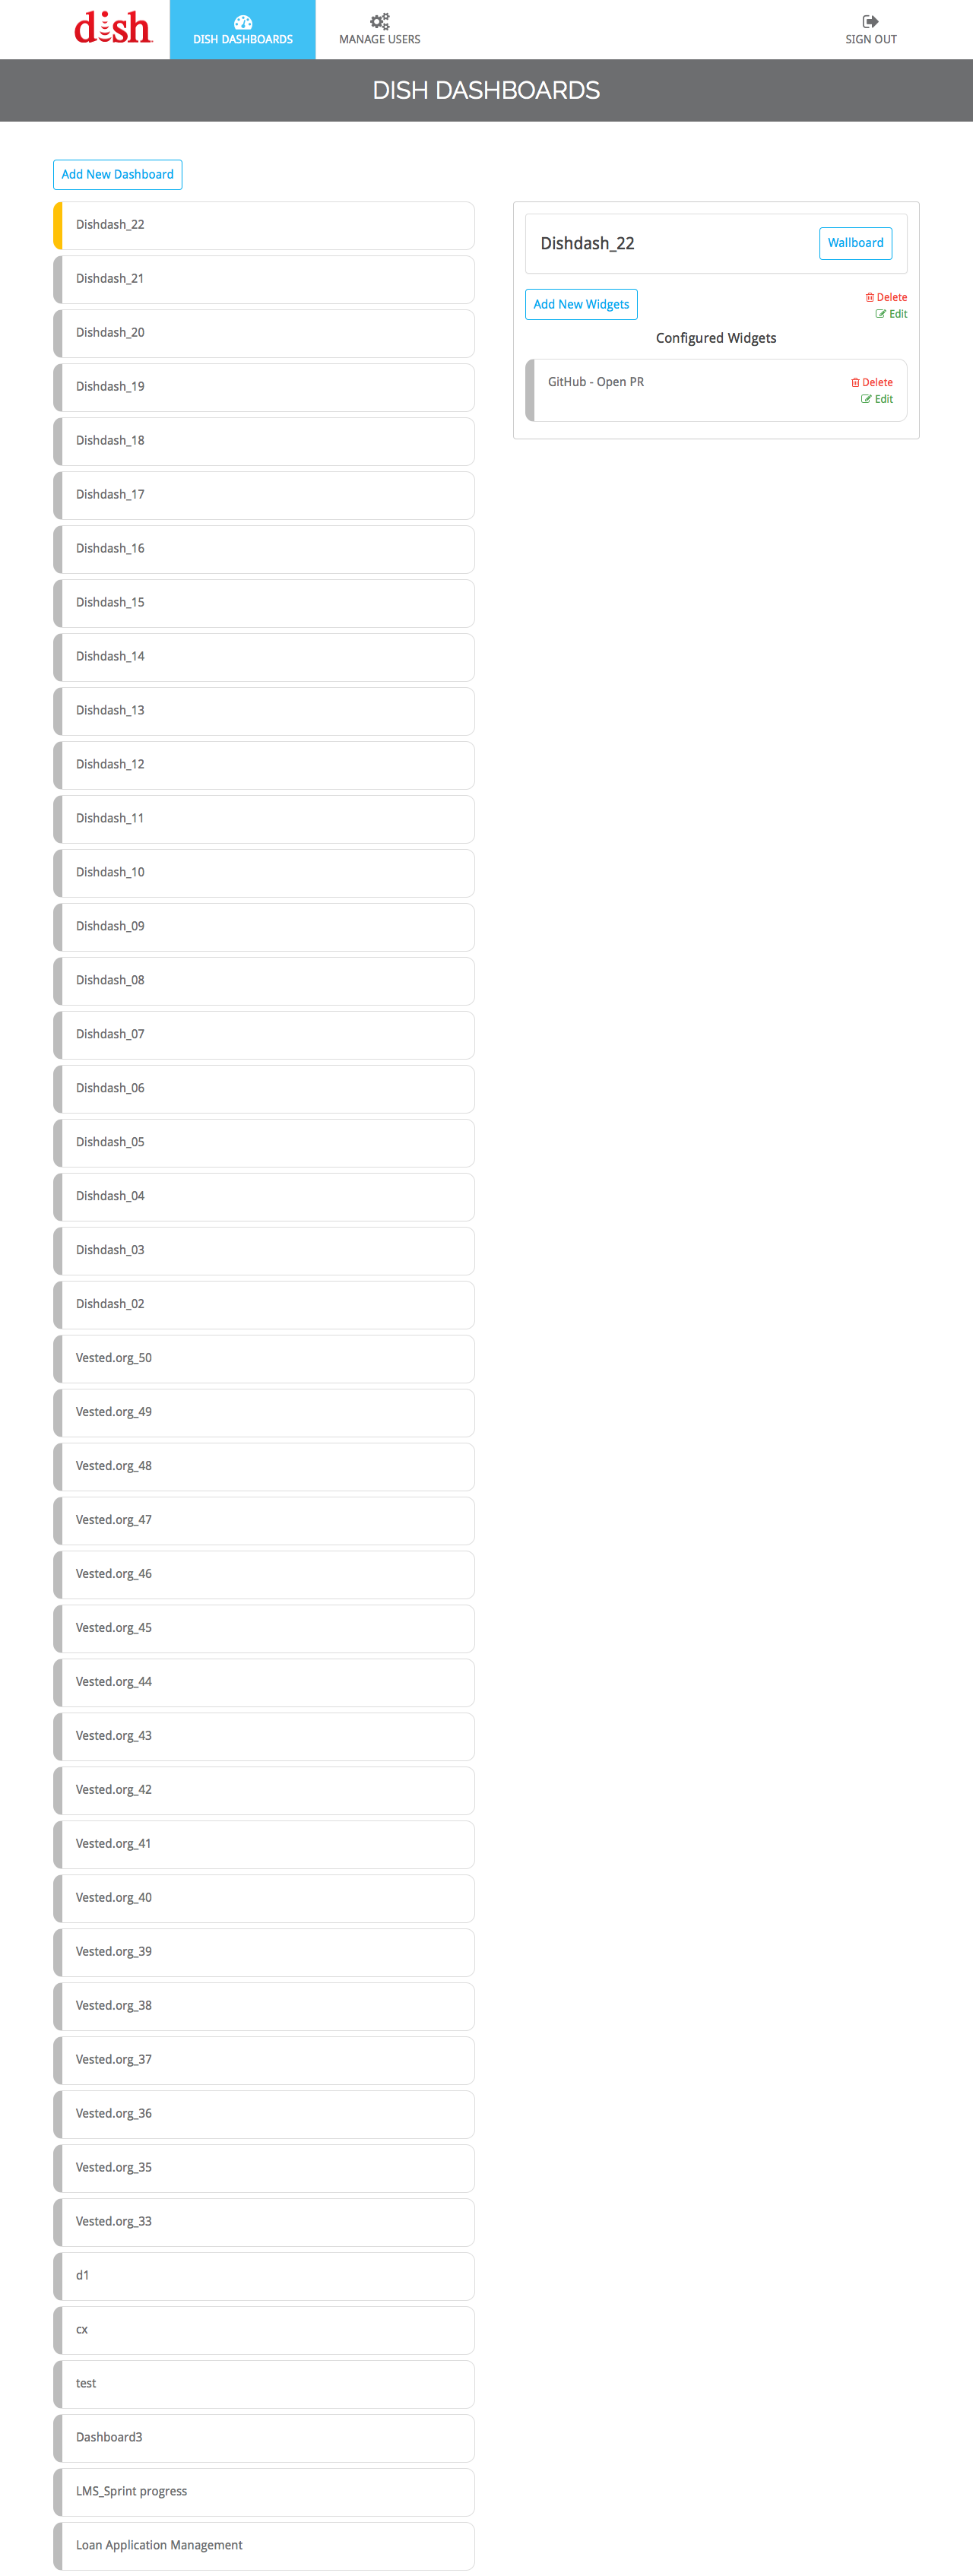 dish
DISH DASHBOARDS
MANAGE USERS
SIGN OUT
DISH DASHBOARDS
Add New Dashboard
Dishdash_22
Dishdash_21
Dishdash_20
Dishdash_19
Dishdash_18
Dishdash_17
Dishdash_16
Dishdash_15
Dishdash_14
Dishdash_13
Dishdash_12
Dishdash_11
Dishdash_10
Dishdash_09
Dishdash_08
Dishdash_07
Dishdash_06
Dishdash_05
Dishdash_04
Dishdash_03
Dishdash_02
Vested.org_50
Vested.org_49
Vested.org_48
Vested.org_47
Vested.org_46
Vested.org_45
Vested.org_44
Vested.org_43
Vested.org_42
Vested.org_41
Vested.org_40
Vested.org_39
Vested.org_38
Vested.org_37
Vested.org_36
Vested.org_35
Vested.org_33
d1
cx
test
Dashboard3
LMS_Sprint progress
Loan Application Management
Dishdash_22
Wallboard
Add New Widgets
Delete
Edit
Configured Widgets
GitHub - Open PR
Delete
Edit